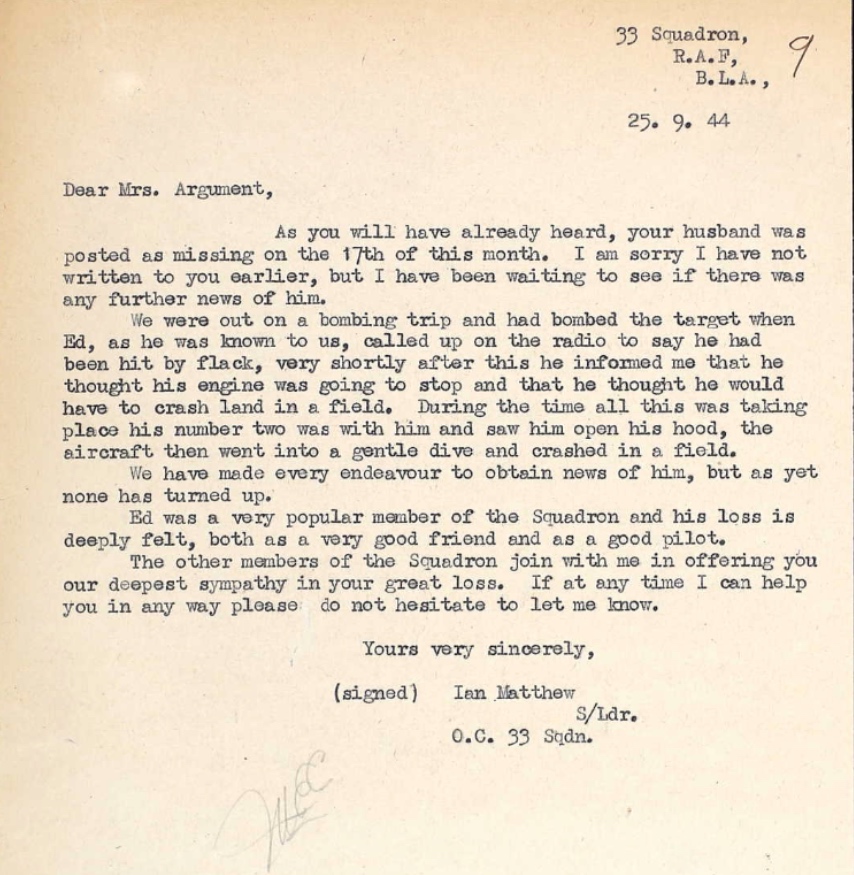 33 Squadron,
R.A.F,
B.L.A.,
9
25. 9. 44
Dear Mrs. Argument,
As you will have already heard, your husband was
posted as missing on the 17th of this month. I am sorry I have not
written to you earlier, but I have been waiting to see if there was
any further news of him.
We were out on a bombing trip and had bombed the target when
Ed, as he was known to us, called up on the radio to say he had
been hit by flack, very shortly after this he informed me that he
thought his engine was going to stop and that he thought he would
have to crash land in a field. During the time all this was taking
place his number two was with him and saw him open his hood, the
aircraft then went into a gentle dive and crashed in a field.
We have made every endeavour to obtain news of him, but as yet
none has turned up.
Ed was a very popular member of the Squadron and his loss is
deeply felt, both as a very good friend and as a good pilot.
The other members of the Squadron join with me in offering you
our deepest sympathy in your great loss. If at any time I can help
you in any way please do not hesitate to let me know.
Yours very sincerely,
(signed) Ian Matthew
S/Ldr.
O.C. 33 Sqdn.